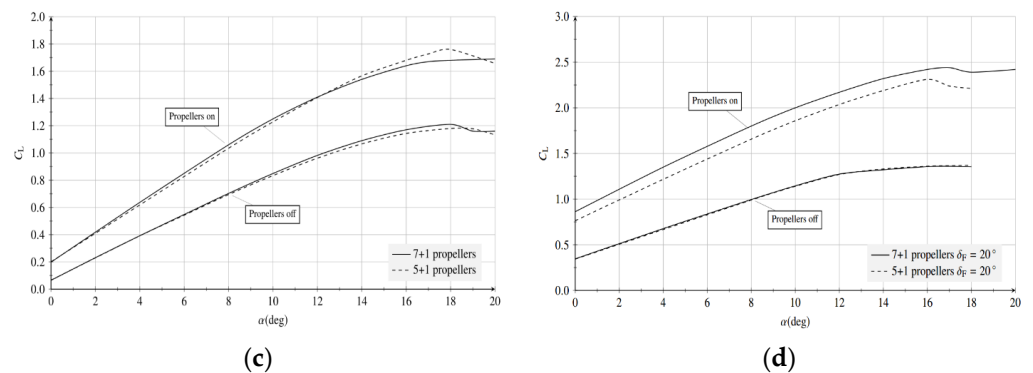 2.0
1.8
1.6
1.4
1.2
1.0
0.8
0.6
0.4
0.2
0.0
C_L
Propellers on
Propellers off
7+1 propellers
5+1 propellers
0 2 4 6 8 10 12 14 16 18 20
α(deg)
(c)
3.0
2.5
2.0
1.5
1.0
0.5
0.0
C_L
Propellers on
Propellers off
7+1 propellers δ_F = 20°
5+1 propellers δ_F = 20°
0 2 4 6 8 10 12 14 16 18 20
α(deg)
(d)